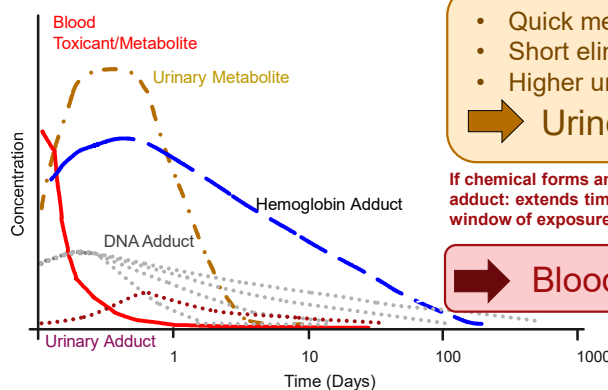 Blood
Toxicant/Metabolite
Urinary Metabolite
Hemoglobin Adduct
DNA Adduct
Urinary Adduct
Concentration
1
10
100
1000
Time (Days)
• Quick me
• Short elin
• Higher ur
Urin
If chemical forms an
adduct: extends tim
window of exposure
Blood